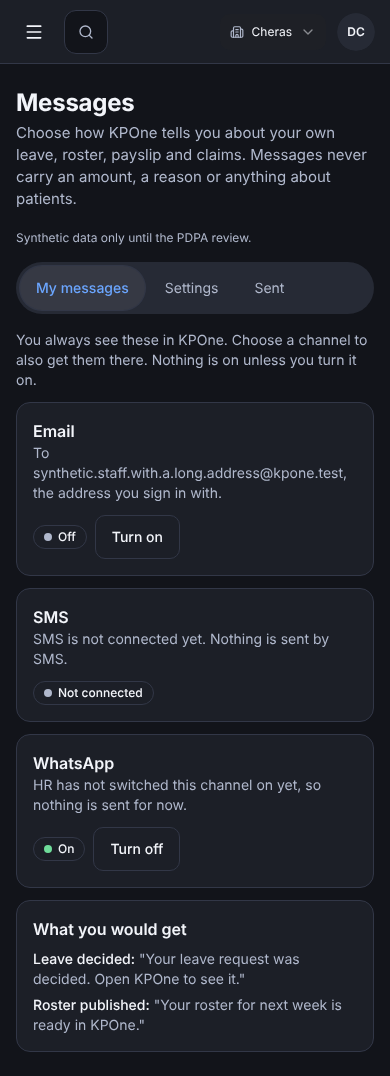 Cheras
DC
Messages
Choose how KPOne tells you about your own
leave, roster, payslip and claims. Messages never
carry an amount, a reason or anything about
patients.
Synthetic data only until the PDPA review.
My messages
Settings
Sent
You always see these in KPOne. Choose a channel to
also get them there. Nothing is on unless you turn it
on.
Email
To
synthetic.staff.with.a.long.address@kpone.test,
the address you sign in with.
Off
Turn on
SMS
SMS is not connected yet. Nothing is sent by
SMS.
Not connected
WhatsApp
HR has not switched this channel on yet, so
nothing is sent for now.
On
Turn off
What you would get
Leave decided: "Your leave request was
decided. Open KPOne to see it."
Roster published: "Your roster for next week is
ready in KPOne."